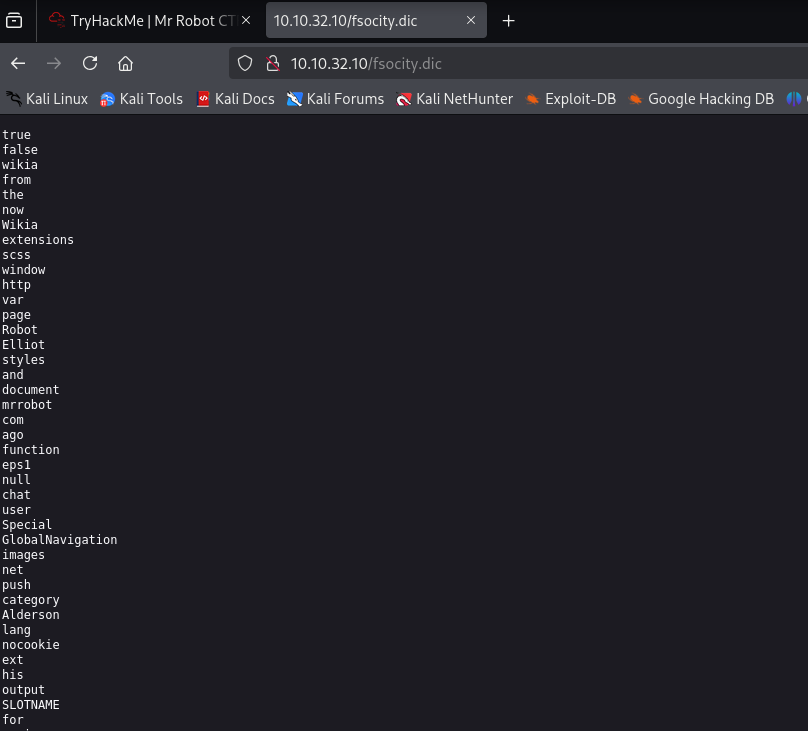 TryHackMe | Mr Robot CT
10.10.32.10/fsocity.dic
10.10.32.10/fsocity.dic
Kali Linux
Kali Tools
Kali Docs
Kali Forums
Kali NetHunter
Exploit-DB
Google Hacking DB
true
false
wikia
from
the
now
Wikia
extensions
scss
window
http
var
page
Robot
Elliot
styles
and
document
mrrobot
com
ago
function
eps1
null
chat
user
Special
GlobalNavigation
images
net
push
category
Alderson
lang
nocookie
ext
his
output
SLOTNAME
for